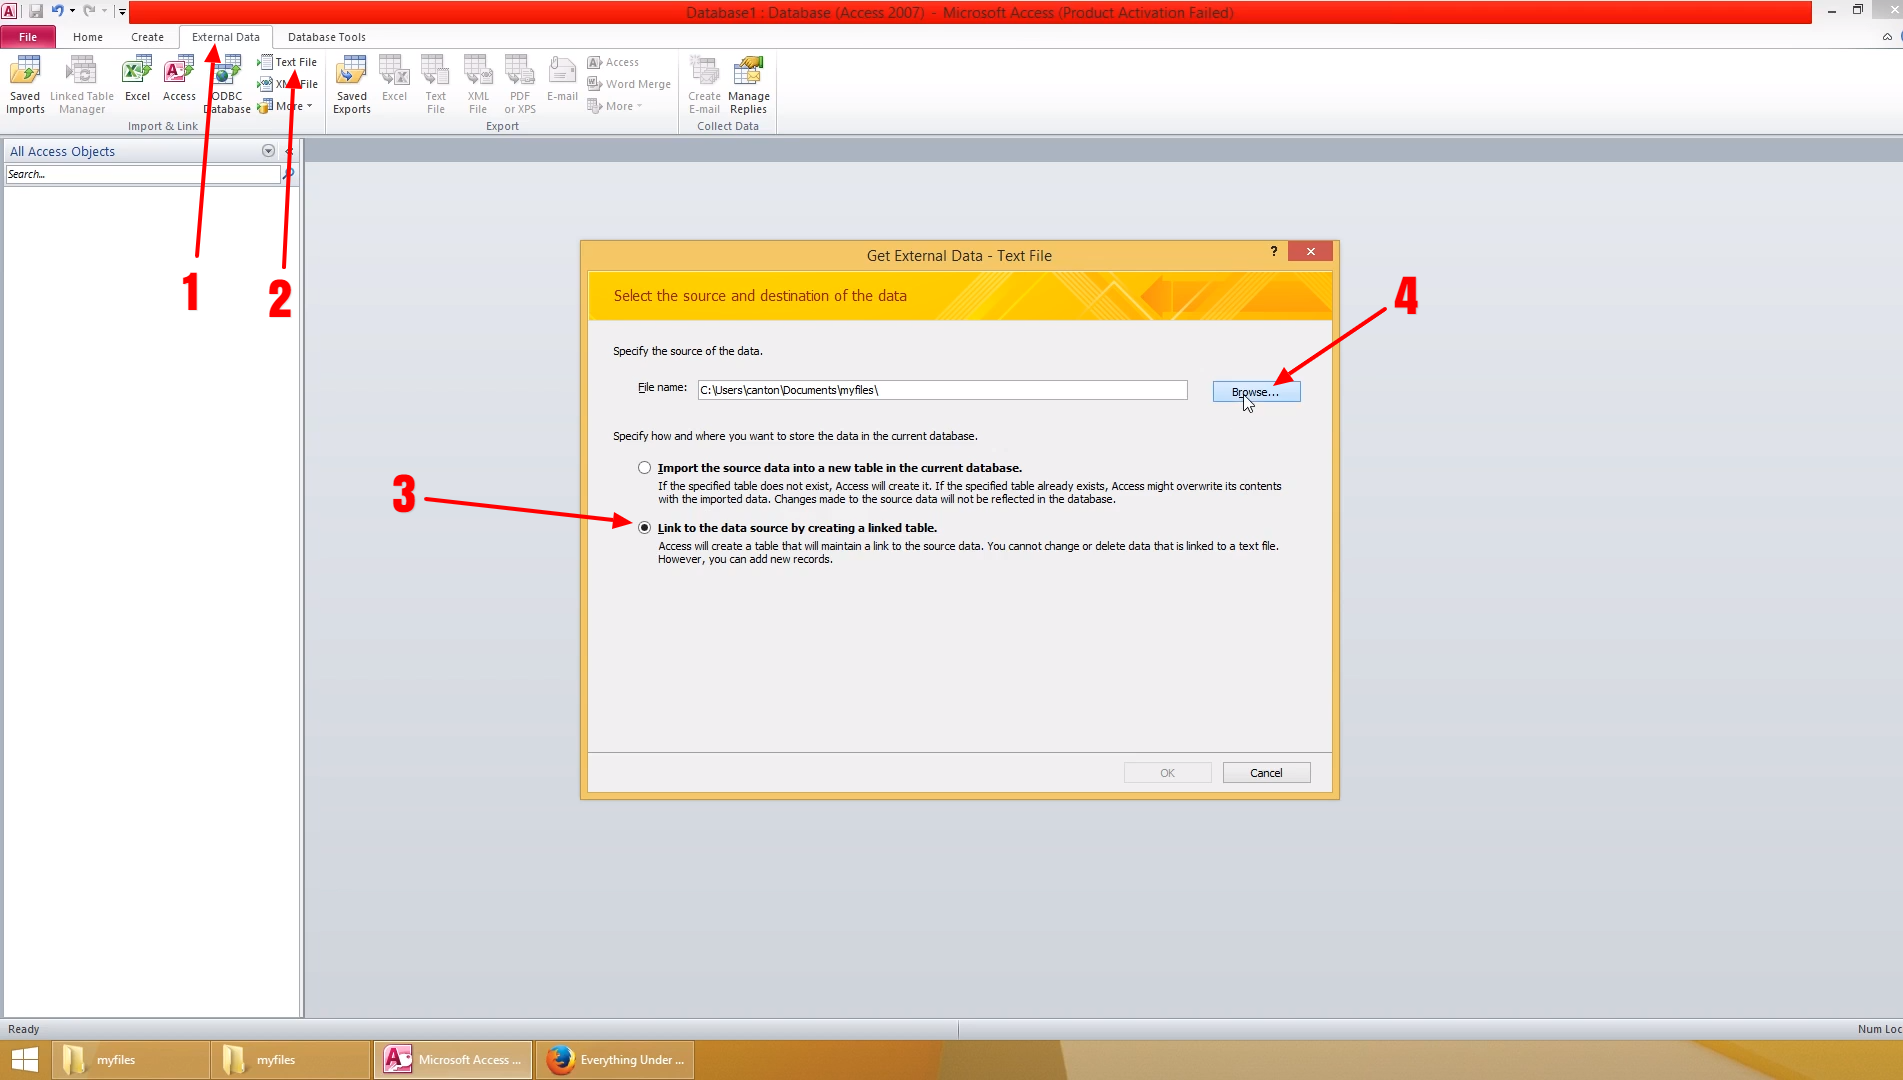 Database1 : Database (Access 2007) - Microsoft Access (Product Activation Failed)
File Home Create External Data Database Tools
Saved Imports
Linked Table Manager
Excel
Access
ODBC Database
Text File
XML File
More
Import & Link
Saved Exports
Excel
Text File
XML File
PDF or XPS
E-mail
Access
Word Merge
More
Export
Create E-mail
Manage Replies
Collect Data
All Access Objects
Search...
1
2
3
4
Get External Data - Text File
?
Select the source and destination of the data
Specify the source of the data.
File name: C:\Users\canton\Documents\myfiles\ Browse...
Specify how and where you want to store the data in the current database.
Import the source data into a new table in the current database.
If the specified table does not exist, Access will create it. If the specified table already exists, Access might overwrite its contents
with the imported data. Changes made to the source data will not be reflected in the database.
Link to the data source by creating a linked table.
Access will create a table that will maintain a link to the source data. You cannot change or delete data that is linked to a text file.
However, you can add new records.
OK Cancel
Ready Num Loc
myfiles myfiles Microsoft Access ... Everything Under ...